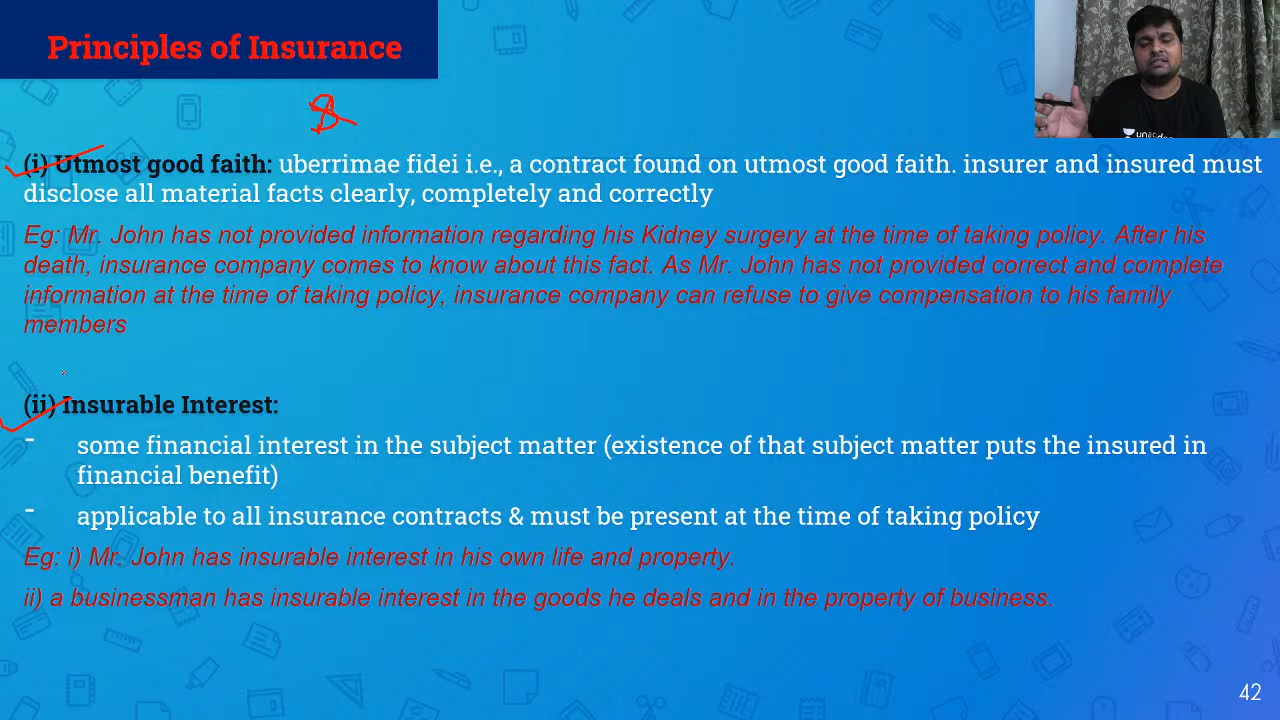 Principles of Insurance
(i) Utmost good faith: uberrimae fidei i.e., a contract found on utmost good faith. insurer and insured must
disclose all material facts clearly, completely and correctly
Eg: Mr. John has not provided information regarding his Kidney surgery at the time of taking policy. After his
death, insurance company comes to know about this fact. As Mr. John has not provided correct and complete
information at the time of taking policy, insurance company can refuse to give compensation to his family
members
(ii) Insurable Interest:
- some financial interest in the subject matter (existence of that subject matter puts the insured in
financial benefit)
- applicable to all insurance contracts & must be present at the time of taking policy
Eg: i) Mr. John has insurable interest in his own life and property.
ii) a businessman has insurable interest in the goods he deals and in the property of business.
42